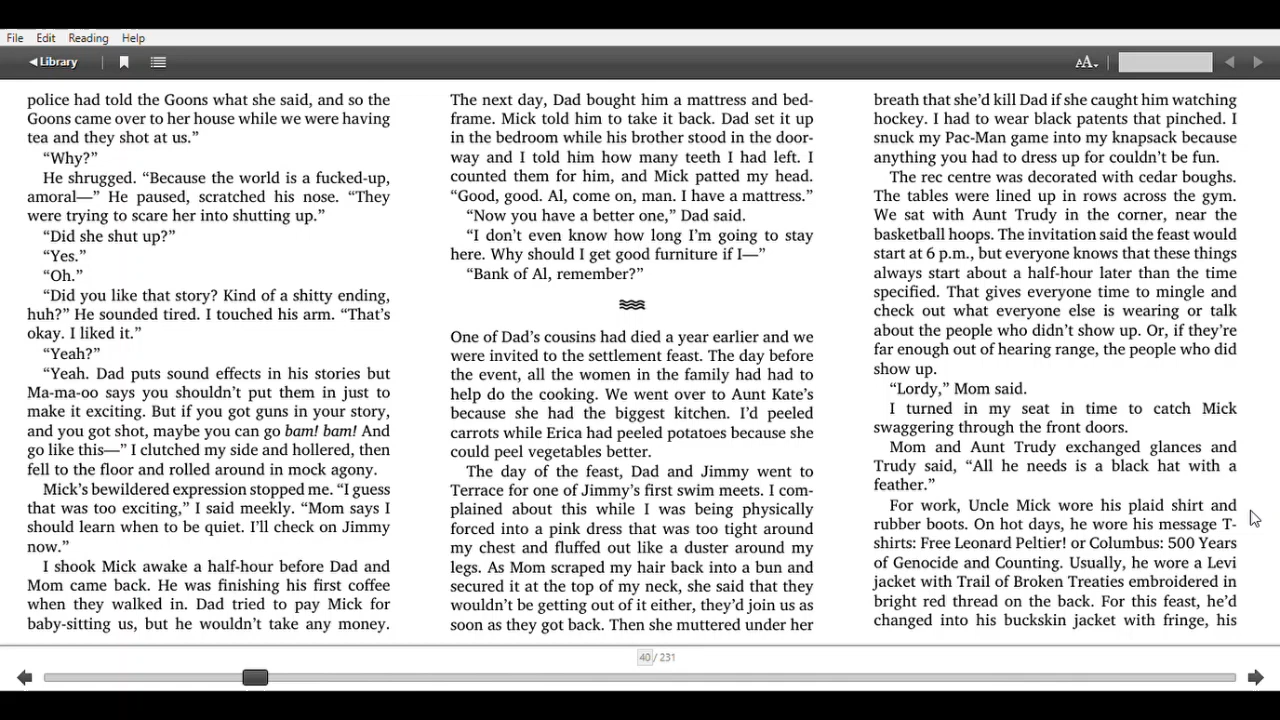 File Edit Reading Help
Library
AA
police had told the Goons what she said, and so the
Goons came over to her house while we were having
tea and they shot at us.”
“Why?”
He shrugged. “Because the world is a fucked-up,
amoral—” He paused, scratched his nose. “They
were trying to scare her into shutting up.”
“Did she shut up?”
“Yes.”
“Oh.”
“Did you like that story? Kind of a shitty ending,
huh?” He sounded tired. I touched his arm. “That’s
okay. I liked it.”
“Yeah?”
“Yeah. Dad puts sound effects in his stories but
Ma-ma-oo says you shouldn’t put them in just to
make it exciting. But if you got guns in your story,
and you got shot, maybe you can go bam! bam! And
go like this—” I clutched my side and hollered, then
fell to the floor and rolled around in mock agony.
Mick’s bewildered expression stopped me. “I guess
that was too exciting,” I said meekly. “Mom says I
should learn when to be quiet. I’ll check on Jimmy
now.”
I shook Mick awake a half-hour before Dad and
Mom came back. He was finishing his first coffee
when they walked in. Dad tried to pay Mick for
baby-sitting us, but he wouldn’t take any money.
The next day, Dad bought him a mattress and bed-
frame. Mick told him to take it back. Dad set it up
in the bedroom while his brother stood in the door-
way and I told him how many teeth I had left. I
counted them for him, and Mick patted my head.
“Good, good. Al, come on, man. I have a mattress.”
“Now you have a better one,” Dad said.
“I don’t even know how long I’m going to stay
here. Why should I get good furniture if I—”
“Bank of Al, remember?”
One of Dad’s cousins had died a year earlier and we
were invited to the settlement feast. The day before
the event, all the women in the family had had to
help do the cooking. We went over to Aunt Kate’s
because she had the biggest kitchen. I’d peeled
carrots while Erica had peeled potatoes because she
could peel vegetables better.
The day of the feast, Dad and Jimmy went to
Terrace for one of Jimmy’s first swim meets. I com-
plained about this while I was being physically
forced into a pink dress that was too tight around
my chest and fluffed out like a duster around my
legs. As Mom scraped my hair back into a bun and
secured it at the top of my neck, she said that they
wouldn’t be getting out of it either, they’d join us as
soon as they got back. Then she muttered under her
breath that she’d kill Dad if she caught him watching
hockey. I had to wear black patents that pinched. I
snuck my Pac-Man game into my knapsack because
anything you had to dress up for couldn’t be fun.
The rec centre was decorated with cedar boughs.
The tables were lined up in rows across the gym.
We sat with Aunt Trudy in the corner, near the
basketball hoops. The invitation said the feast would
start at 6 p.m., but everyone knows that these things
always start about a half-hour later than the time
specified. That gives everyone time to mingle and
check out what everyone else is wearing or talk
about the people who didn’t show up. Or, if they’re
far enough out of hearing range, the people who did
show up.
“Lordy,” Mom said.
I turned in my seat in time to catch Mick
swaggering through the front doors.
Mom and Aunt Trudy exchanged glances and
Trudy said, “All he needs is a black hat with a
feather.”
For work, Uncle Mick wore his plaid shirt and
rubber boots. On hot days, he wore his message T-
shirts: Free Leonard Peltier! or Columbus: 500 Years
of Genocide and Counting. Usually, he wore a Levi
jacket with Trail of Broken Treaties embroidered in
bright red thread on the back. For this feast, he’d
changed into his buckskin jacket with fringe, his
40 / 231